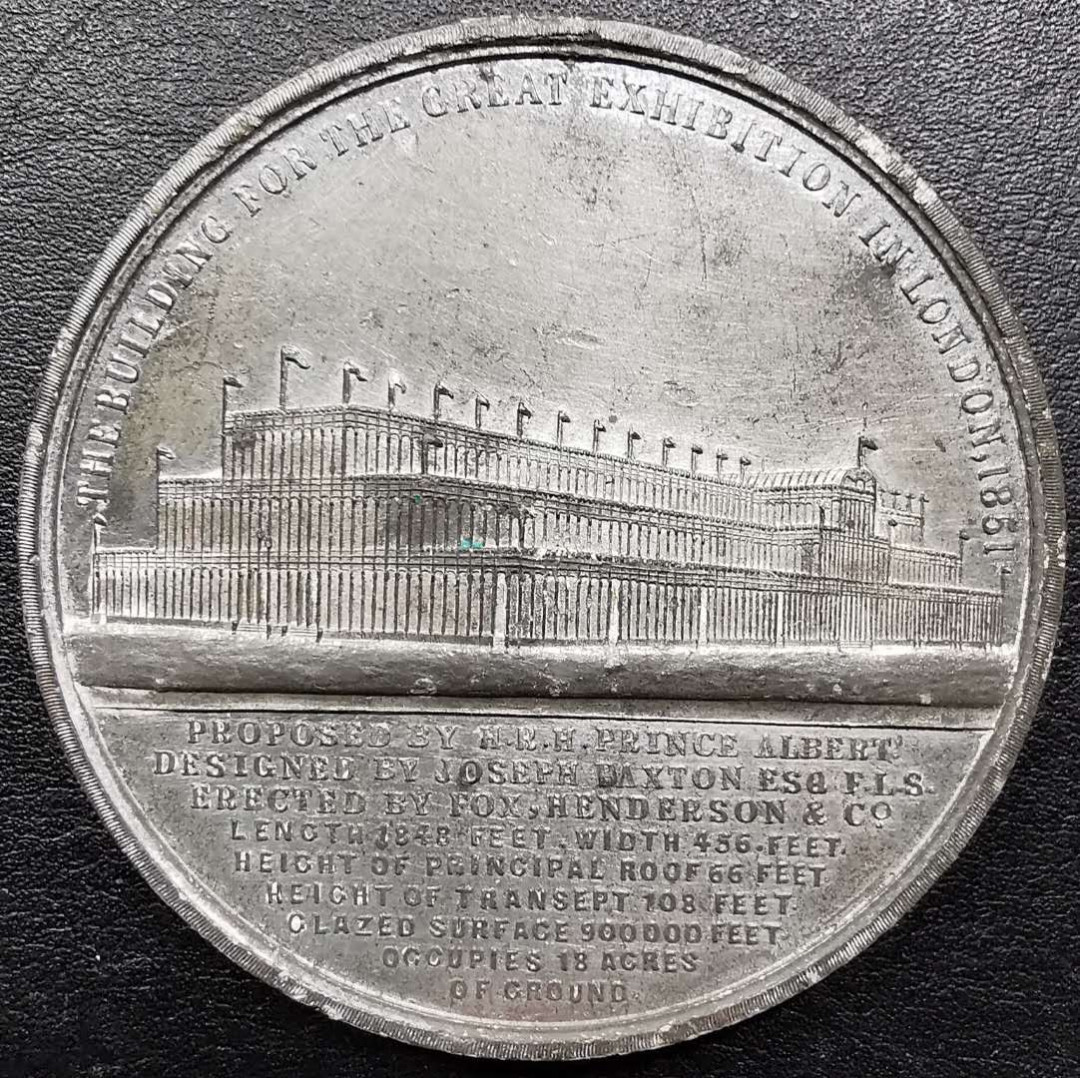 THE BUILDING FOR THE GREAT EXHIBITION IN LONDON, 1851
PROPOSED BY H.R.H. PRINCE ALBERT
DESIGNED BY JOSEPH PAXTON ESQ F.L.S.
ERECTED BY FOX, HENDERSON & Cº
LENGTH 1848 FEET. WIDTH 456 FEET.
HEIGHT OF PRINCIPAL ROOF 66 FEET
HEIGHT OF TRANSEPT 108 FEET
GLAZED SURFACE 900000 FEET
OCCUPIES 18 ACRES
OF GROUND